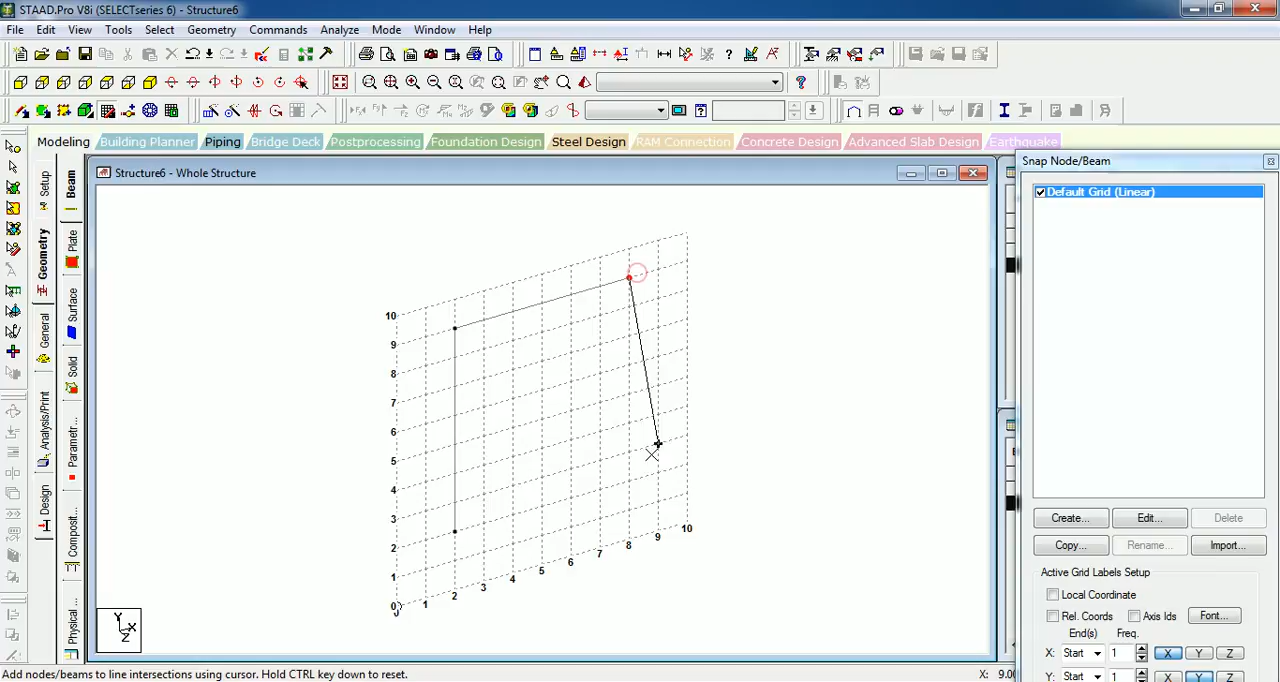 STAAD.Pro V8i (SELECTseries 6) - Structure6
File Edit View Tools Select Geometry Commands Analyze Mode Window Help
Modeling Building Planner Piping Bridge Deck Postprocessing Foundation Design Steel Design RAM Connection Concrete Design Advanced Slab Design Earthquake
Setup
Geometry
General
Analysis/Print
Design
Beam
Plate
Surface
Solid
Parametr...
Composit...
Physical...
Structure6 - Whole Structure
10
9
8
7
6
5
4
3
2
1
0
1
2
3
4
5
6
7
8
9
10
Y
X
Z
Snap Node/Beam
Default Grid (Linear)
Create... Edit... Delete
Copy... Rename... Import...
Active Grid Labels Setup
Local Coordinate
Rel. Coords Axis Ids Font...
End(s) Freq.
X: Start 1 X Y Z
Y: Start 1 X Y Z
Add nodes/beams to line intersections using cursor. Hold CTRL key down to reset.
X: 9.00